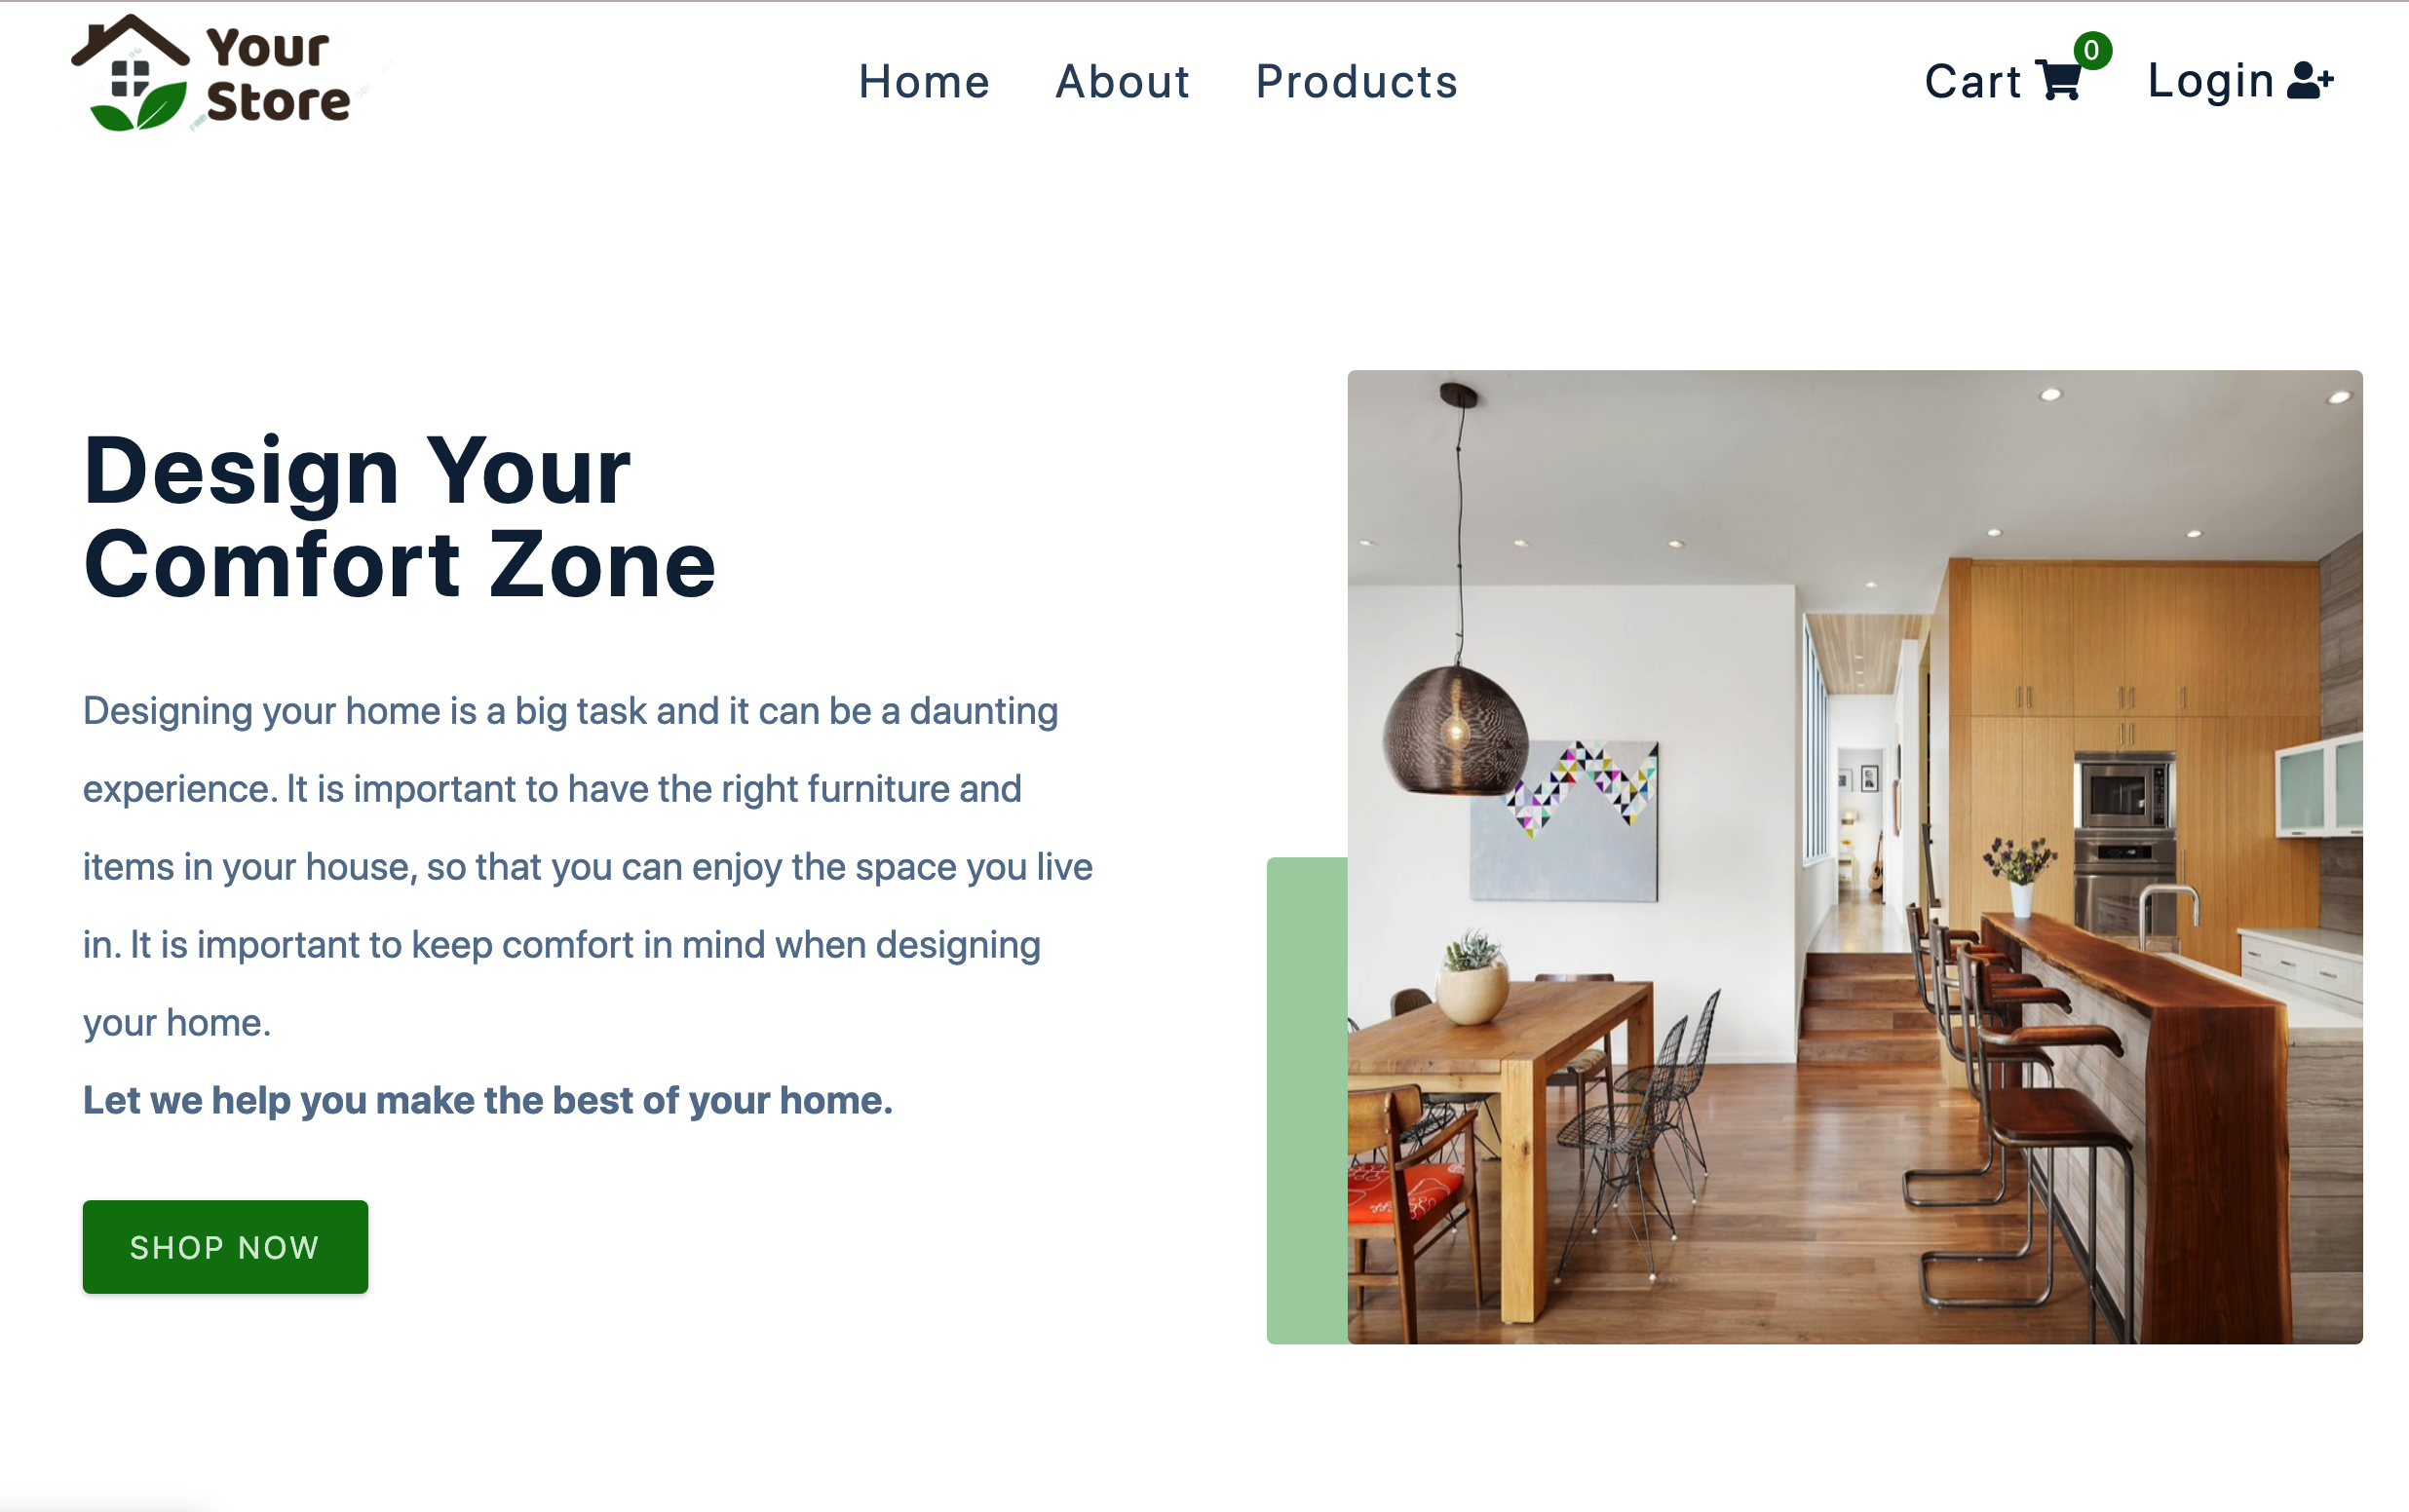 Your
Store
Home About Products
Cart 0 Login
Design Your
Comfort Zone
Designing your home is a big task and it can be a daunting
experience. It is important to have the right furniture and
items in your house, so that you can enjoy the space you live
in. It is important to keep comfort in mind when designing
your home.
Let we help you make the best of your home.
SHOP NOW